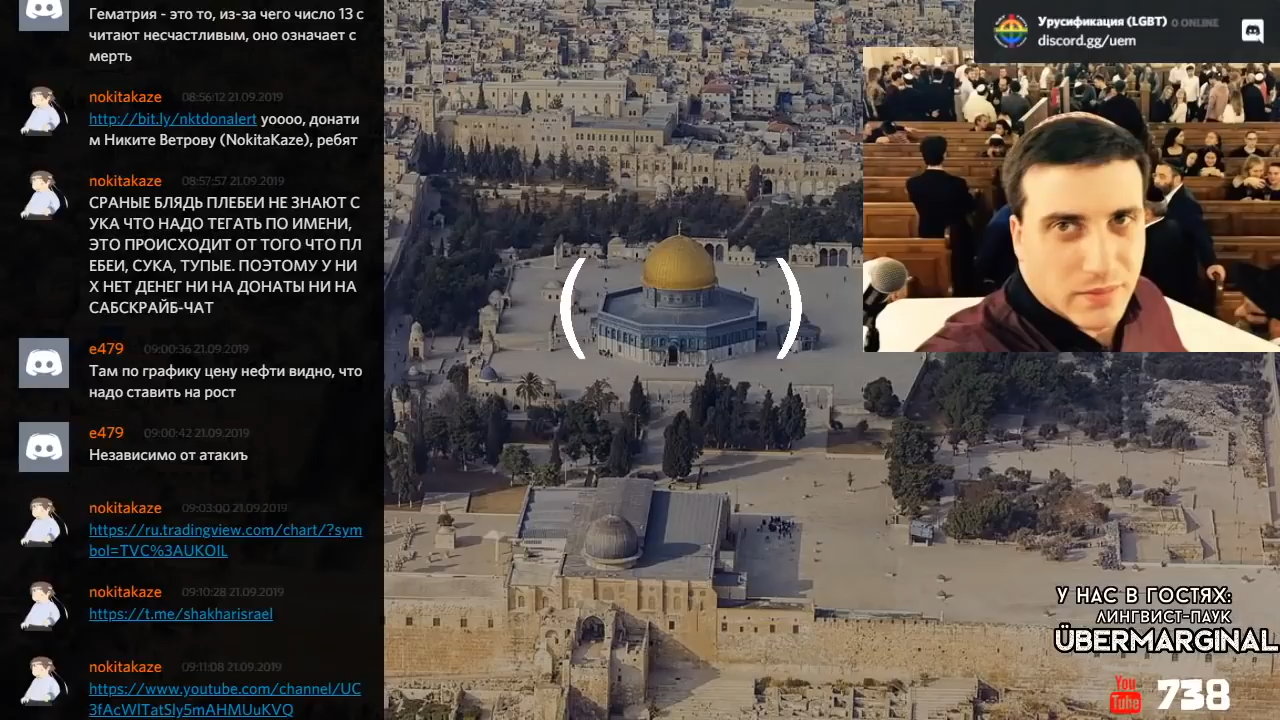 Гематрия - это то, из-за чего число 13 с
читают несчастливым, оно означает с
мерть
nokitakaze 08:56:12 21.09.2019
http://bit.ly/nktdonalert уоооо, донати
м Никите Ветрову (NokitaKaze), ребят
nokitakaze 08:57:57 21.09.2019
СРАНЫЕ БЛЯДЬ ПЛЕБЕИ НЕ ЗНАЮТ С
УКА ЧТО НАДО ТЕГАТЬ ПО ИМЕНИ,
ЭТО ПРОИСХОДИТ ОТ ТОГО ЧТО ПЛ
ЕБЕИ, СУКА, ТУПЫЕ. ПОЭТОМУ У НИ
Х НЕТ ДЕНЕГ НИ НА ДОНАТЫ НИ НА
САБСКРАЙБ-ЧАТ
e479 09:00:36 21.09.2019
Там по графику цену нефти видно, что
надо ставить на рост
e479 09:00:42 21.09.2019
Независимо от атакиъ
nokitakaze 09:03:00 21.09.2019
https://ru.tradingview.com/chart/?sym
bol=TVC%3AUKOIL
nokitakaze 09:10:28 21.09.2019
https://t.me/shakharisrael
nokitakaze 09:11:08 21.09.2019
https://www.youtube.com/channel/UC
3fAcWlTatSly5mAHMUuKVQ
( )
Урусификация (LGBT) 0 ONLINE
discord.gg/uem
У НАС В ГОСТЯХ:
ЛИНГВИСТ-ПАУК
ÜBERMARGINAL
You
Tube 738